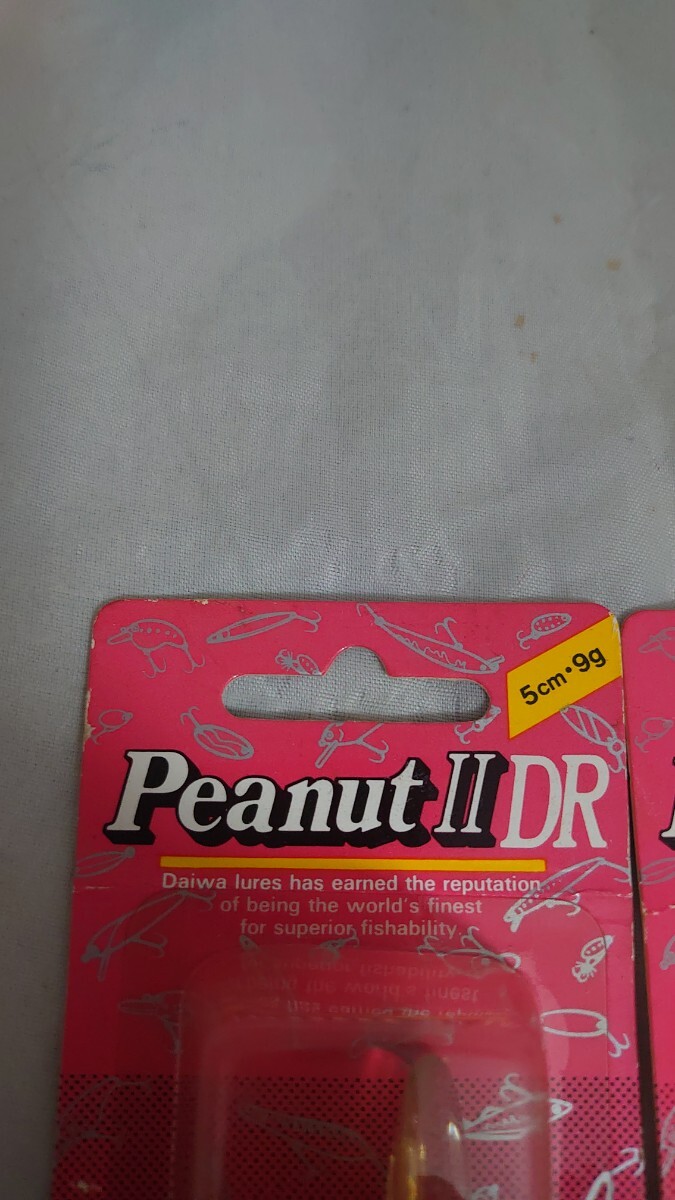 5cm・9g
Peanut II DR
Daiwa lures has earned the reputation
of being the world's finest
for superior fishability.